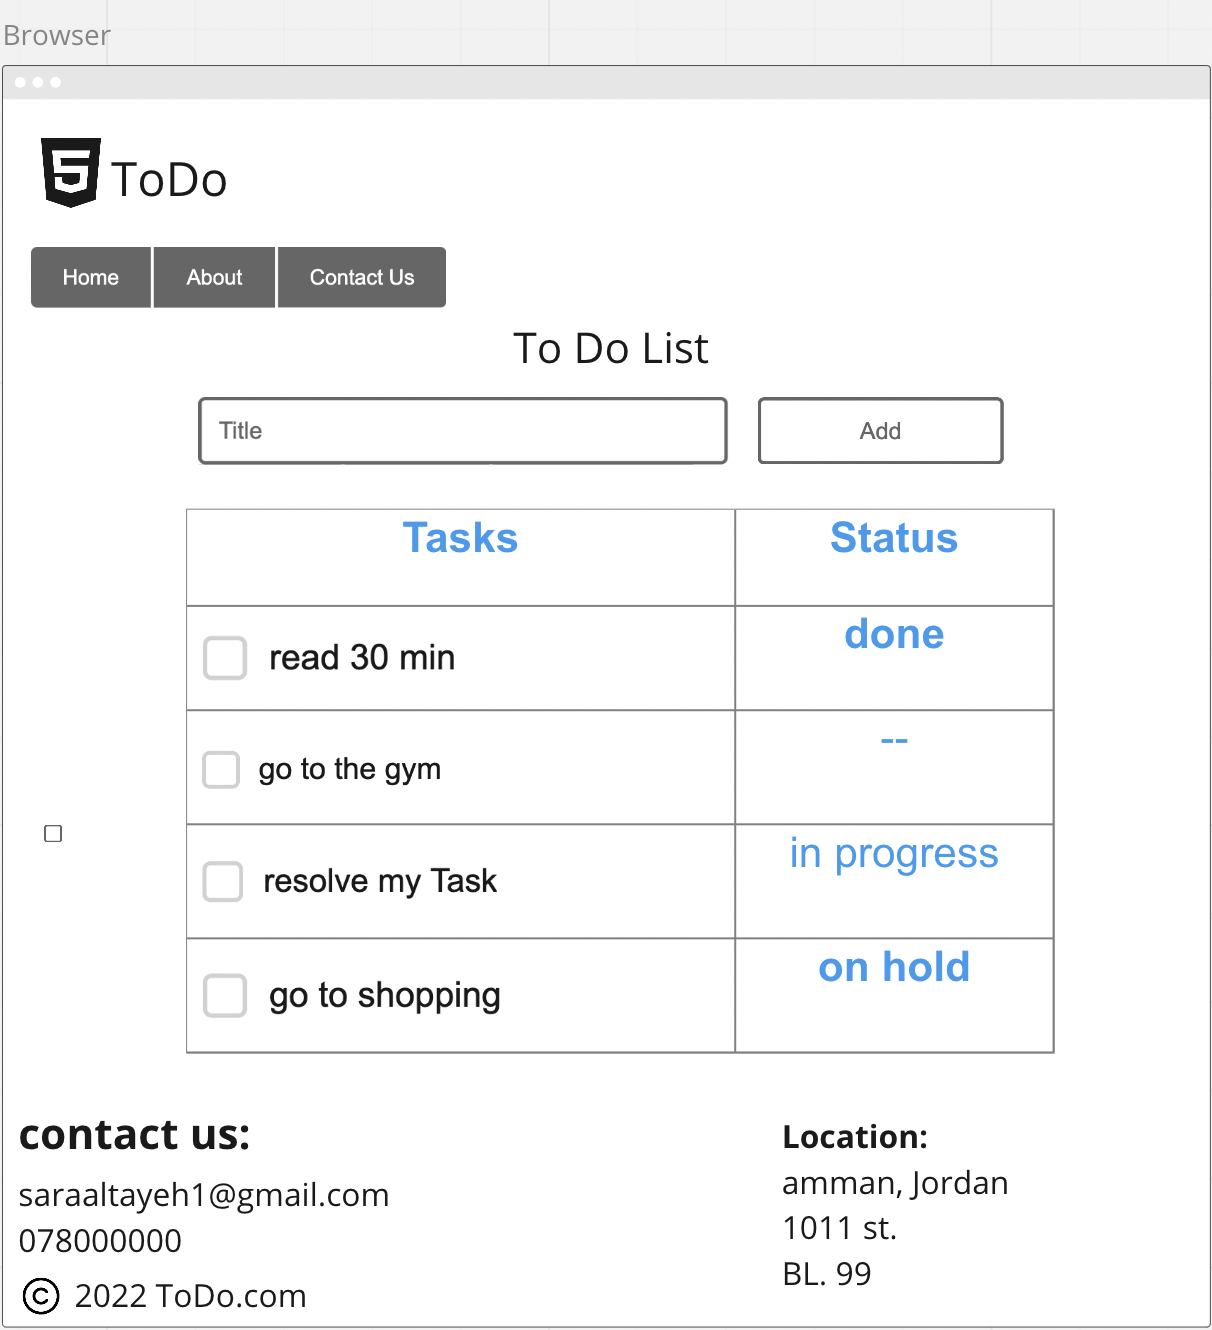 Browser
ToDo
Home About Contact Us
To Do List
Title Add
Tasks Status
read 30 min done
go to the gym --
resolve my Task in progress
go to shopping on hold
contact us:
saraaltayeh1@gmail.com
078000000
© 2022 ToDo.com
Location:
amman, Jordan
1011 st.
BL. 99